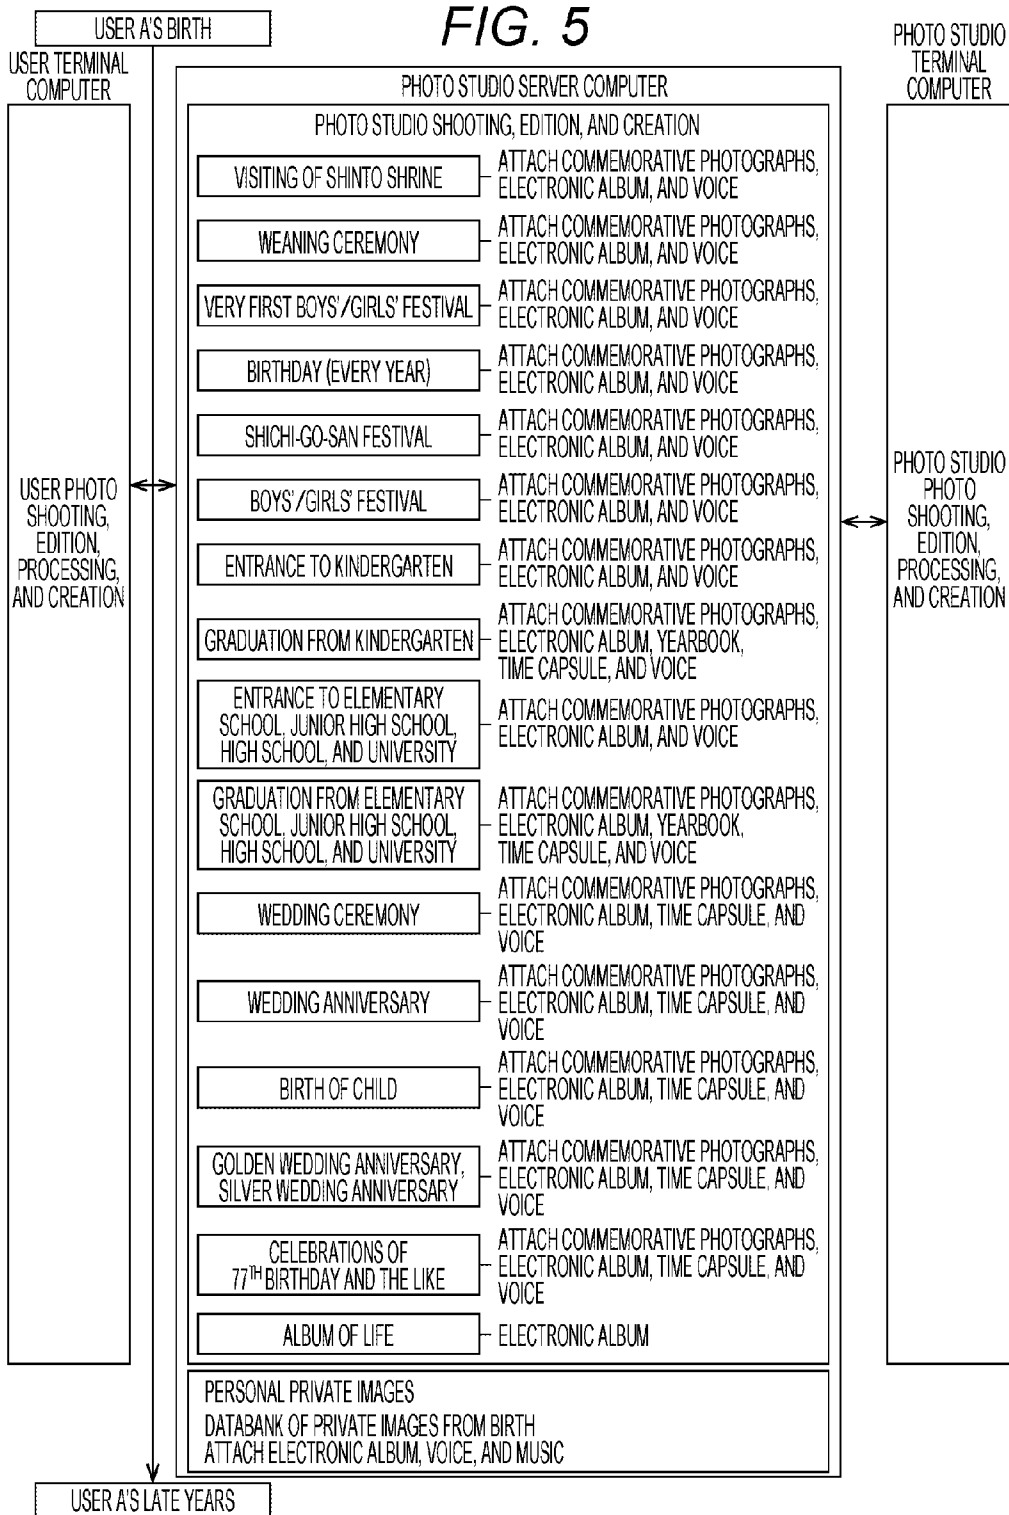 FIG. 5
USER A'S BIRTH
USER TERMINAL
COMPUTER
USER PHOTO
SHOOTING,
EDITION,
PROCESSING,
AND CREATION
PHOTO STUDIO SERVER COMPUTER
PHOTO STUDIO SHOOTING, EDITION, AND CREATION
VISITING OF SHINTO SHRINE
ATTACH COMMEMORATIVE PHOTOGRAPHS,
ELECTRONIC ALBUM, AND VOICE
WEANING CEREMONY
ATTACH COMMEMORATIVE PHOTOGRAPHS,
ELECTRONIC ALBUM, AND VOICE
VERY FIRST BOYS'/GIRLS' FESTIVAL
ATTACH COMMEMORATIVE PHOTOGRAPHS,
ELECTRONIC ALBUM, AND VOICE
BIRTHDAY (EVERY YEAR)
ATTACH COMMEMORATIVE PHOTOGRAPHS,
ELECTRONIC ALBUM, AND VOICE
SHICHI-GO-SAN FESTIVAL
ATTACH COMMEMORATIVE PHOTOGRAPHS,
ELECTRONIC ALBUM, AND VOICE
BOYS'/GIRLS' FESTIVAL
ATTACH COMMEMORATIVE PHOTOGRAPHS,
ELECTRONIC ALBUM, AND VOICE
ENTRANCE TO KINDERGARTEN
ATTACH COMMEMORATIVE PHOTOGRAPHS,
ELECTRONIC ALBUM, AND VOICE
GRADUATION FROM KINDERGARTEN
ATTACH COMMEMORATIVE PHOTOGRAPHS,
ELECTRONIC ALBUM, YEARBOOK,
TIME CAPSULE, AND VOICE
ENTRANCE TO ELEMENTARY
SCHOOL, JUNIOR HIGH SCHOOL,
HIGH SCHOOL, AND UNIVERSITY
ATTACH COMMEMORATIVE PHOTOGRAPHS,
ELECTRONIC ALBUM, AND VOICE
GRADUATION FROM ELEMENTARY
SCHOOL, JUNIOR HIGH SCHOOL,
HIGH SCHOOL, AND UNIVERSITY
ATTACH COMMEMORATIVE PHOTOGRAPHS,
ELECTRONIC ALBUM, YEARBOOK,
TIME CAPSULE, AND VOICE
WEDDING CEREMONY
ATTACH COMMEMORATIVE PHOTOGRAPHS,
ELECTRONIC ALBUM, TIME CAPSULE, AND
VOICE
WEDDING ANNIVERSARY
ATTACH COMMEMORATIVE PHOTOGRAPHS,
ELECTRONIC ALBUM, TIME CAPSULE, AND
VOICE
BIRTH OF CHILD
ATTACH COMMEMORATIVE PHOTOGRAPHS,
ELECTRONIC ALBUM, TIME CAPSULE, AND
VOICE
GOLDEN WEDDING ANNIVERSARY,
SILVER WEDDING ANNIVERSARY
ATTACH COMMEMORATIVE PHOTOGRAPHS,
ELECTRONIC ALBUM, TIME CAPSULE, AND
VOICE
CELEBRATIONS OF
77TH BIRTHDAY AND THE LIKE
ATTACH COMMEMORATIVE PHOTOGRAPHS,
ELECTRONIC ALBUM, TIME CAPSULE, AND
VOICE
ALBUM OF LIFE
ELECTRONIC ALBUM
PERSONAL PRIVATE IMAGES
DATABANK OF PRIVATE IMAGES FROM BIRTH
ATTACH ELECTRONIC ALBUM, VOICE, AND MUSIC
PHOTO STUDIO
TERMINAL
COMPUTER
PHOTO STUDIO
PHOTO
SHOOTING,
EDITION,
PROCESSING,
AND CREATION
USER A'S LATE YEARS